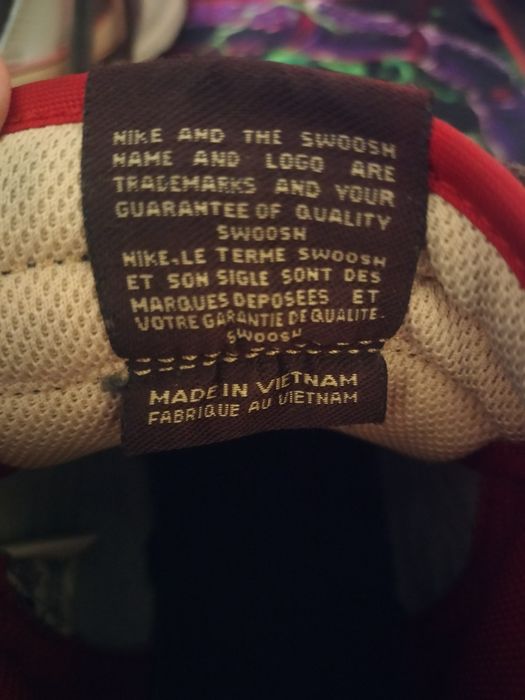 NIKE AND THE SWOOSH
NAME AND LOGO ARE
TRADEMARKS AND YOUR
GUARANTEE OF QUALITY
SWOOSH
NIKE.LE TERME SWOOSH
ET SON SIGLE SONT DES
MARQUES DEPOSEES ET
VOTRE GARANTIE DE QUALITE.
SWOOSH
MADE IN VIETNAM
FABRIQUE AU VIETNAM